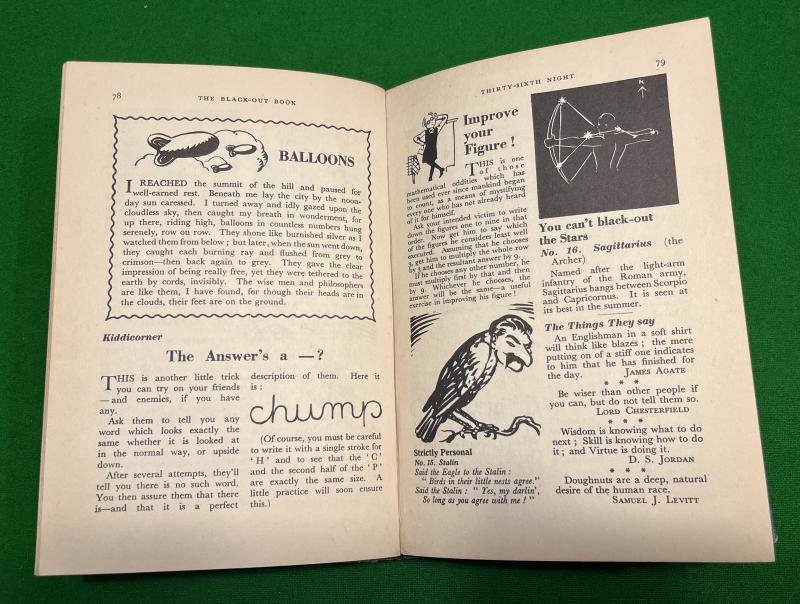 78
THE BLACK-OUT BOOK
BALLOONS
I REACHED the summit of the hill and paused for
well-earned rest. Beneath me lay the city by the noon-
day sun caressed. I turned away and idly gazed upon the
cloudless sky, then caught my breath in wonderment, for
up there, riding high, balloons in countless numbers hung
serenely, row on row. They shone like burnished silver as I
watched them from below; but later, when the sun went down,
they caught each burning ray and flushed from grey to
crimson—then back again to grey. They gave the clear
impression of being really free, yet they were tethered to the
earth by cords, invisibly. The wise men and philosophers
are like them, I have found, for though their heads are in
the clouds, their feet are on the ground.
Kiddicorner
The Answer's a —?
THIS is another little trick
you can try on your friends
—and enemies, if you have
any.
Ask them to tell you any
word which looks exactly the
same whether it is looked at
in the normal way, or upside
down.
After several attempts, they'll
tell you there is no such word.
You then assure them that there
is—and that it is a perfect
description of them. Here it
is:
chump
(Of course, you must be careful
to write it with a single stroke for
'H' and to see that the 'C'
and the second half of the 'P'
are exactly the same size. A
little practice will soon ensure
this.)
79
THIRTY-SIXTH NIGHT
Improve
your
Figure!
THIS is one
of those
mathematical oddities which has
been used ever since mankind began
to count, as a means of mystifying
every one who has not already heard
of it for himself.
Ask your intended victim to write
down the figures one to nine in that
order. Now get him to say which
of the figures he considers least well
executed. Assuming that he chooses
3, get him to multiply the whole row
by 3 and the resultant answer by 9.
If he chooses any other number, he
must multiply first by that and then
by 9. Whichever he chooses, the
answer will be the same—a useful
exercise in improving his figure!
Strictly Personal
No. 15. Stalin
Said the Eagle to the Stalin:
"Birds in their little nests agree."
Said the Stalin: "Yes, my darlin',
So long as you agree with me!"
N
You can't black-out
the Stars
No. 16. Sagittarius (the
Archer)
Named after the light-arm
infantry of the Roman army,
Sagittarius hangs between Scorpio
and Capricornus. It is seen at
its best in the summer.
The Things They say
An Englishman in a soft shirt
will think like blazes; the mere
putting on of a stiff one indicates
to him that he has finished for
the day. JAMES AGATE
* * *
Be wiser than other people if
you can, but do not tell them so.
LORD CHESTERFIELD
* * *
Wisdom is knowing what to do
next; Skill is knowing how to do
it; and Virtue is doing it.
D. S. JORDAN
* * *
Doughnuts are a deep, natural
desire of the human race.
SAMUEL J. LEVITT